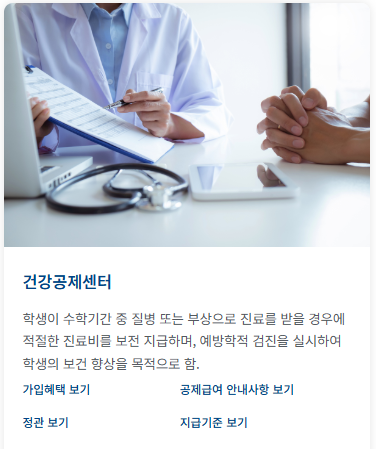 건강공제센터
학생이 수학기간 중 질병 또는 부상으로 진료를 받을 경우에
적절한 진료비를 보전 지급하며, 예방학적 검진을 실시하여
학생의 보건 향상을 목적으로 함.
가입혜택 보기 공제급여 안내사항 보기
정관 보기 지급기준 보기